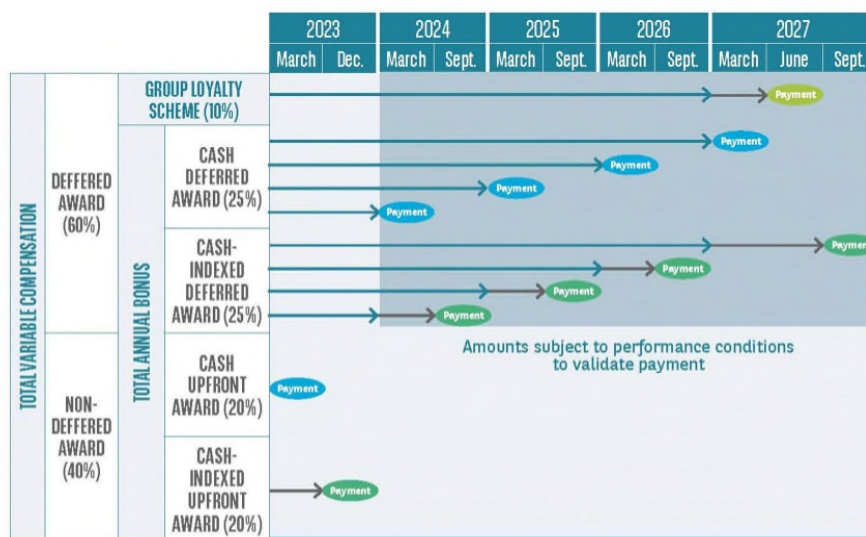 2023 2024 2025 2026 2027
March Dec. March Sept. March Sept. March Sept. March June Sept.
TOTAL VARIABLE COMPENSATION
DEFFERED
AWARD
(60%)
GROUP LOYALTY
SCHEME (10%)
Payment
TOTAL ANNUAL BONUS
CASH
DEFERRED
AWARD (25%)
Payment
Payment
Payment
Payment
CASH-
INDEXED
DEFERRED
AWARD (25%)
Payment
Payment
Payment
Payment
Amounts subject to performance conditions
to validate payment
NON-
DEFFERED
AWARD
(40%)
CASH
UPFRONT
AWARD (20%)
Payment
CASH-
INDEXED
UPFRONT
AWARD (20%)
Payment